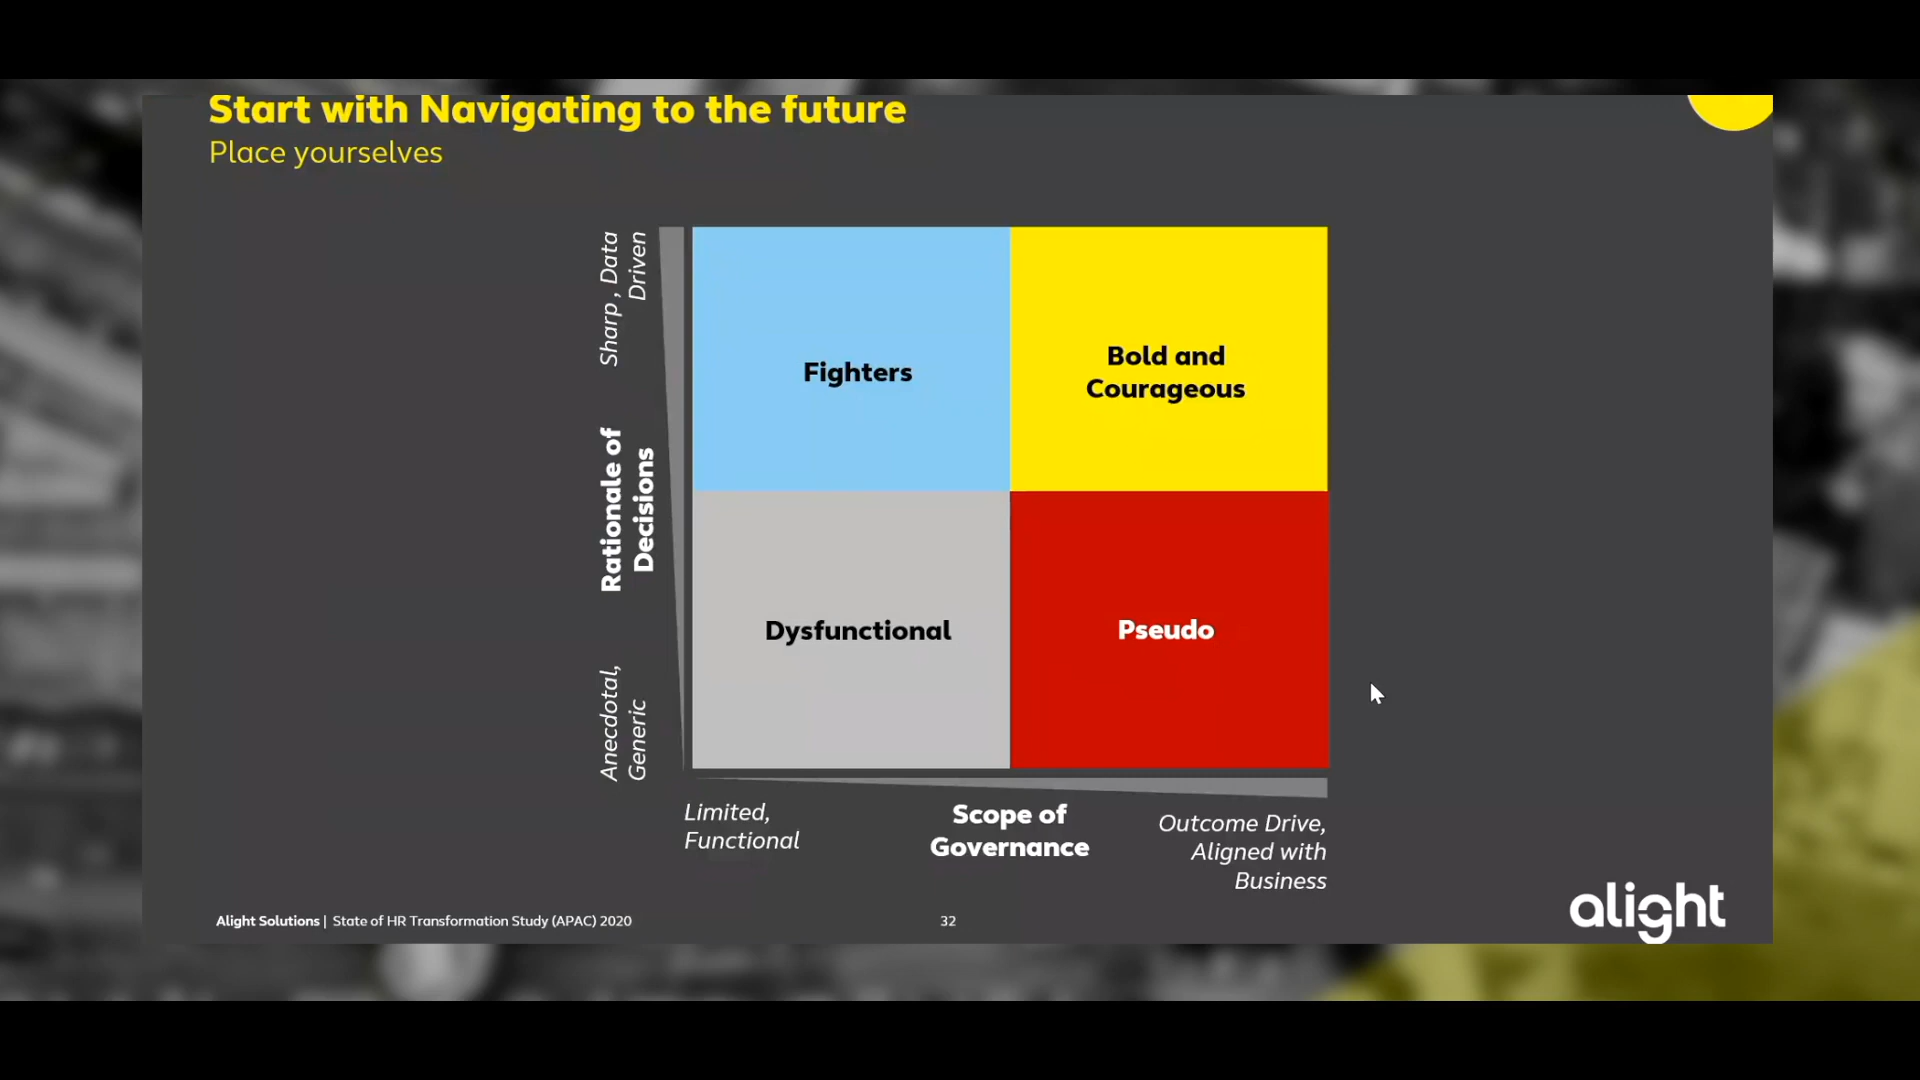 Start with Navigating to the future
Place yourselves
Sharp , Data
Driven
Rationale of
Decisions
Anecdotal,
Generic
Fighters
Bold and
Courageous
Dysfunctional
Pseudo
Limited,
Functional
Scope of
Governance
Outcome Drive,
Aligned with
Business
Alight Solutions | State of HR Transformation Study (APAC) 2020
32
alight